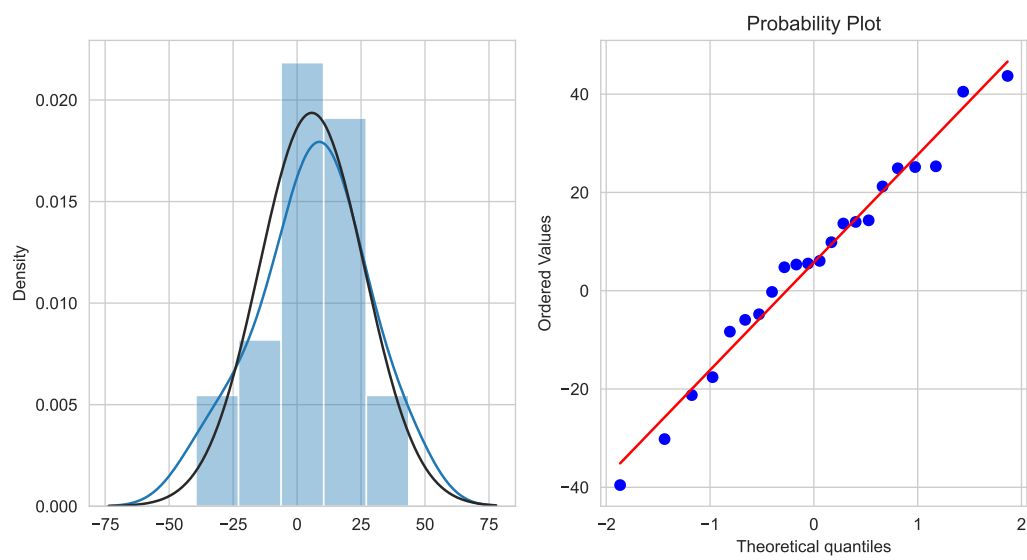 Probability Plot
0.020
0.015
0.010
0.005
0.000
Density
−75 −50 −25 0 25 50 75
40
20
0
−20
−40
Ordered Values
−2 −1 0 1 2
Theoretical quantiles